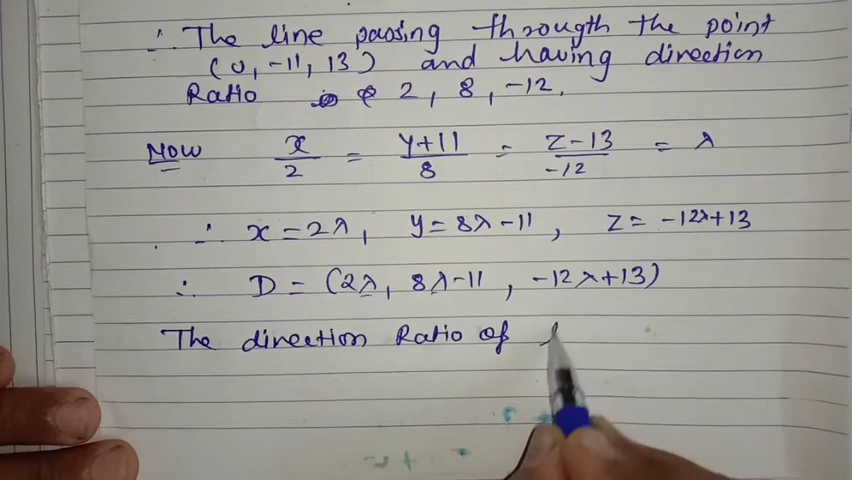 ∴ The line passing througth the point
(0, -11, 13) and having direction
Ratio 2, 8, -12.
Now x/2 = y+11/8 = z-13/-12 = λ
∴ x = 2λ, y = 8λ-11, z = -12λ+13
∴ D = (2λ, 8λ-11, -12λ+13)
The direction Ratio of